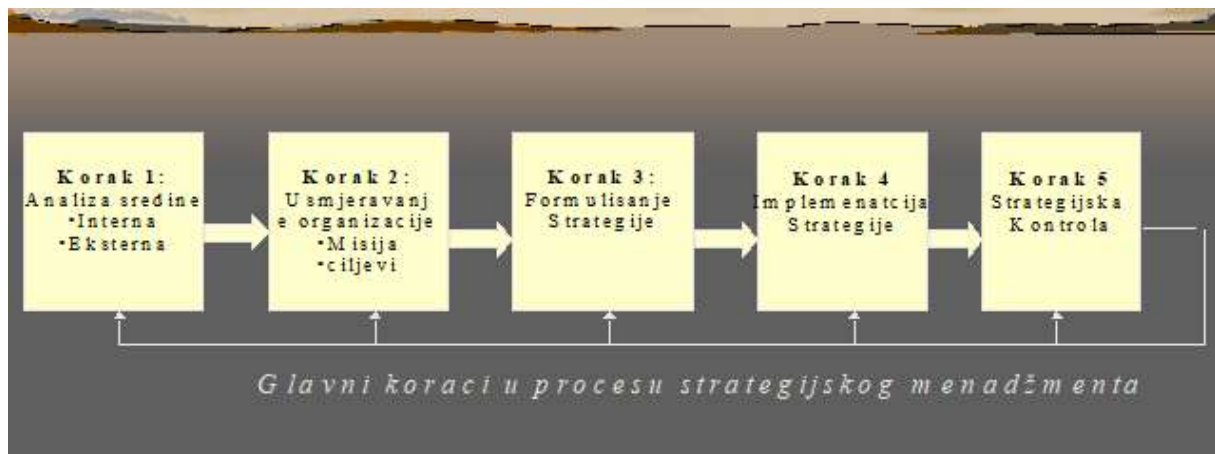 Korak 1:
Analiza sredine
•Interna
•Eksterna
Korak 2:
Usmjeravanj
e organizacije
•Misija
•ciljevi
Korak 3:
Formulisanje
Strategije
Korak 4
Implemenatcija
Strategije
Korak 5
Strategijska
Kontrola
Glavni koraci u procesu strategijskog menadžmenta